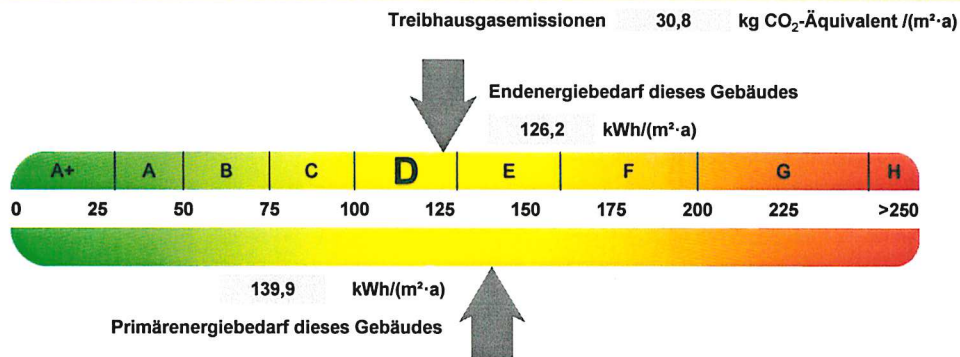 Treibhausgasemissionen 30,8 kg CO₂-Äquivalent /(m²·a)
Endenergiebedarf dieses Gebäudes
126,2 kWh/(m²·a)
A+ A B C D E F G H
0 25 50 75 100 125 150 175 200 225 >250
139,9 kWh/(m²·a)
Primärenergiebedarf dieses Gebäudes